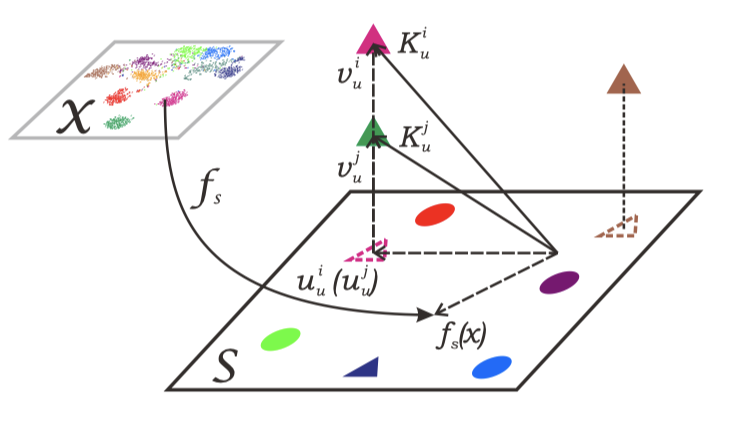 K_u^i
v_u^i
K_u^j
X
v_u^j
f_s
u_u^i (u_u^j)
f_s(x)
S